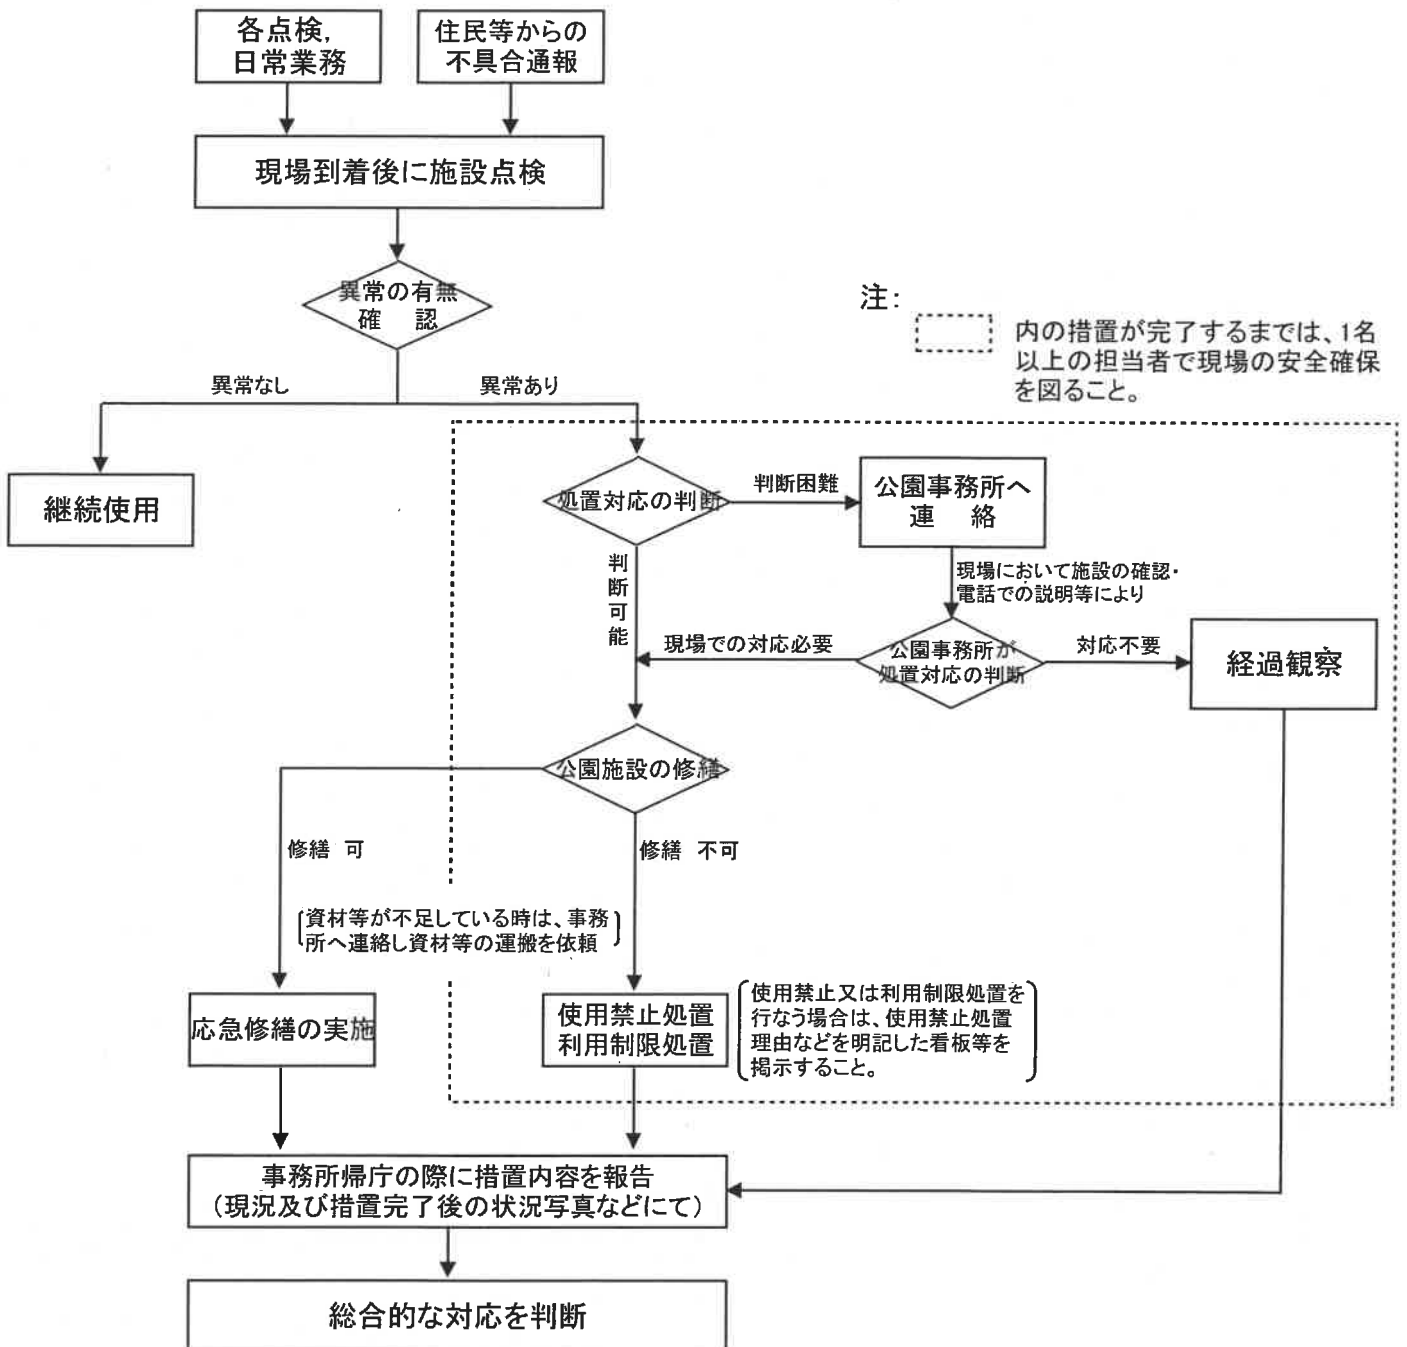 各点検,
日常業務
住民等からの
不具合通報
現場到着後に施設点検
異常の有無
確 認
注:
内の措置が完了するまでは、1名
以上の担当者で現場の安全確保
を図ること。
異常なし
異常あり
継続使用
処置対応の判断
判断困難
公園事務所へ
連 絡
判断可能
現場において施設の確認・
電話での説明等により
現場での対応必要
公園事務所が
処置対応の判断
対応不要
経過観察
公園施設の修繕
修繕 可
修繕 不可
資材等が不足している時は、事務
所へ連絡し資材等の運搬を依頼
応急修繕の実施
使用禁止処置
利用制限処置
使用禁止又は利用制限処置を
行なう場合は、使用禁止処置
理由などを明記した看板等を
掲示すること。
事務所帰庁の際に措置内容を報告
(現況及び措置完了後の状況写真などにて)
総合的な対応を判断